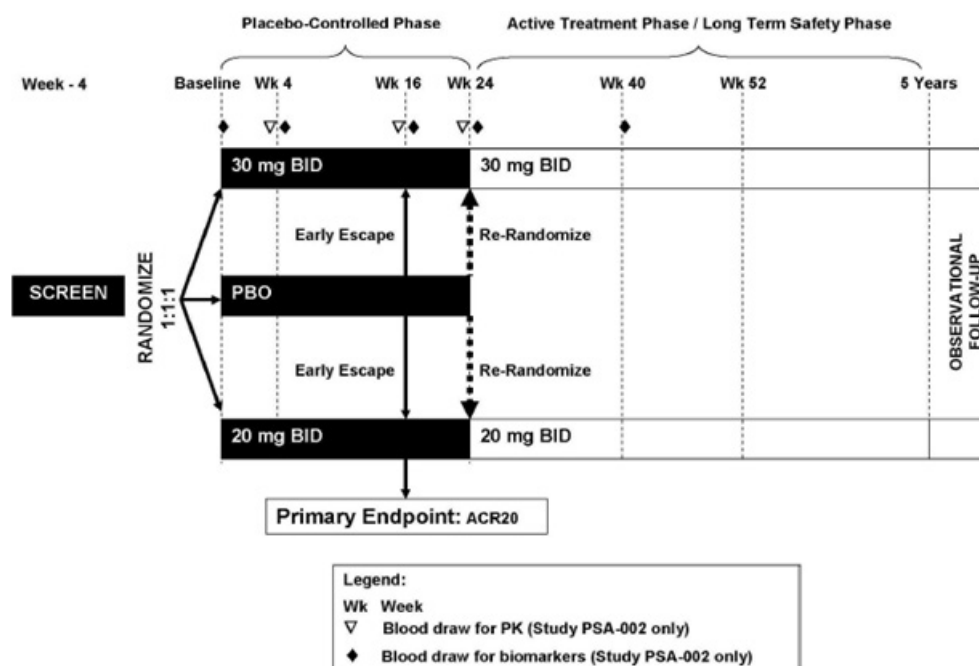 Placebo-Controlled Phase
Active Treatment Phase / Long Term Safety Phase
Week - 4
Baseline
Wk 4
Wk 16
Wk 24
Wk 40
Wk 52
5 Years
30 mg BID
30 mg BID
Early Escape
Re-Randomize
SCREEN
RANDOMIZE
1:1:1
PBO
OBSERVATIONAL
FOLLOW-UP
Early Escape
Re-Randomize
20 mg BID
20 mg BID
Primary Endpoint: ACR20
Legend:
Wk Week
▽ Blood draw for PK (Study PSA-002 only)
♦ Blood draw for biomarkers (Study PSA-002 only)